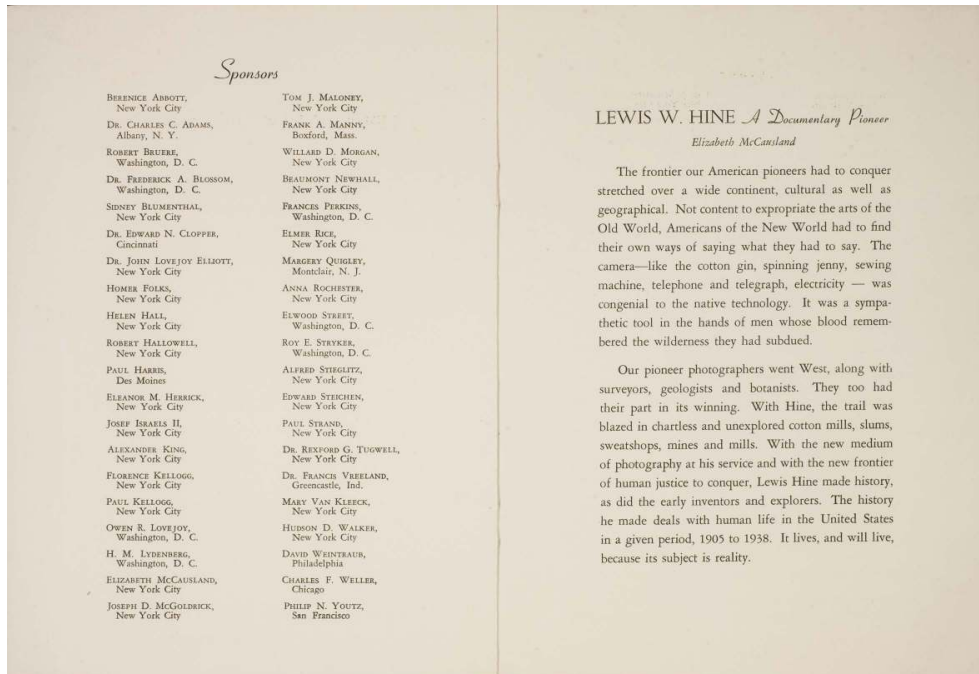 Sponsors
BERENICE ABBOTT,
New York City
DR. CHARLES C. ADAMS,
Albany, N. Y.
ROBERT BRUERE,
Washington, D. C.
DR. FREDERICK A. BLOSSOM,
Washington, D. C.
SIDNEY BLUMENTHAL,
New York City
DR. EDWARD N. CLOPPER,
Cincinnati
DR. JOHN LOVEJOY ELLIOTT,
New York City
HOMER FOLKS,
New York City
HELEN HALL,
New York City
ROBERT HALLOWELL,
New York City
PAUL HARRIS,
Des Moines
ELEANOR M. HERRICK,
New York City
JOSEF ISRAELS II,
New York City
ALEXANDER KING,
New York City
FLORENCE KELLOGG,
New York City
PAUL KELLOGG,
New York City
OWEN R. LOVEJOY,
Washington, D. C.
H. M. LYDENBERG,
Washington, D. C.
ELIZABETH MCCAUSLAND,
New York City
JOSEPH D. MCGOLDRICK,
New York City
TOM J. MALONEY,
New York City
FRANK A. MANNY,
Boxford, Mass.
WILLARD D. MORGAN,
New York City
BEAUMONT NEWHALL,
New York City
FRANCES PERKINS,
Washington, D. C.
ELMER RICE,
New York City
MARGERY QUIGLEY,
Montclair, N. J.
ANNA ROCHESTER,
New York City
ELWOOD STREET,
Washington, D. C.
ROY E. STRYKER,
Washington, D. C.
ALFRED STIEGLITZ,
New York City
EDWARD STEICHEN,
New York City
PAUL STRAND,
New York City
DR. REXFORD G. TUGWELL,
New York City
DR. FRANCIS VREELAND,
Greencastle, Ind.
MARY VAN KLEECK,
New York City
HUDSON D. WALKER,
New York City
DAVID WEINTRAUB,
Philadelphia
CHARLES F. WELLER,
Chicago
PHILIP N. YOUTZ,
San Francisco
LEWIS W. HINE A Documentary Pioneer
Elizabeth McCausland
The frontier our American pioneers had to conquer
stretched over a wide continent, cultural as well as
geographical. Not content to expropriate the arts of the
Old World, Americans of the New World had to find
their own ways of saying what they had to say. The
camera—like the cotton gin, spinning jenny, sewing
machine, telephone and telegraph, electricity — was
congenial to the native technology. It was a sympa-
thetic tool in the hands of men whose blood remem-
bered the wilderness they had subdued.
Our pioneer photographers went West, along with
surveyors, geologists and botanists. They too had
their part in its winning. With Hine, the trail was
blazed in chartless and unexplored cotton mills, slums,
sweatshops, mines and mills. With the new medium
of photography at his service and with the new frontier
of human justice to conquer, Lewis Hine made history,
as did the early inventors and explorers. The history
he made deals with human life in the United States
in a given period, 1905 to 1938. It lives, and will live,
because its subject is reality.